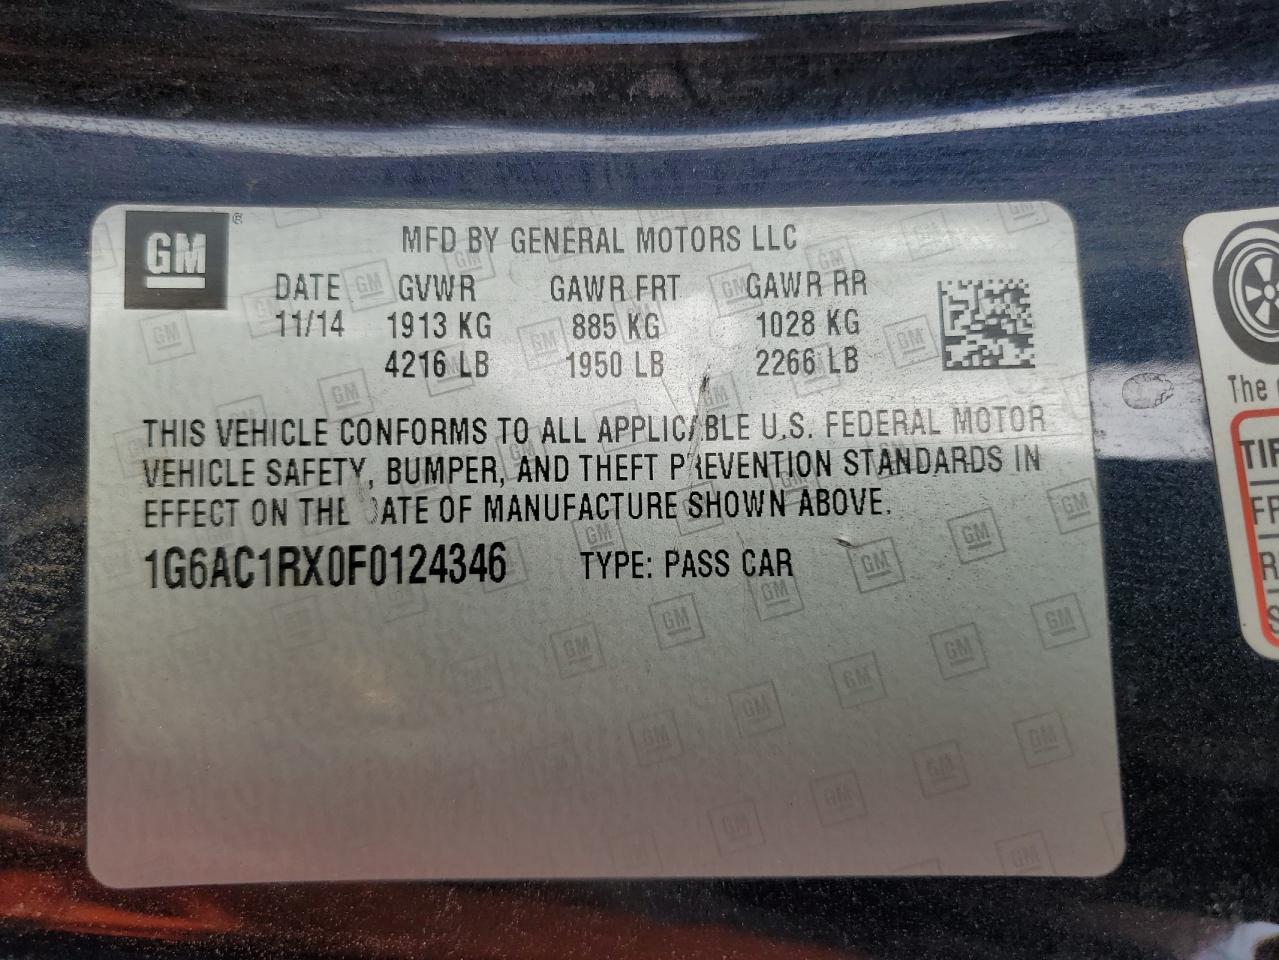 GM ®
MFD BY GENERAL MOTORS LLC
DATE GVWR GAWR FRT GAWR RR
11/14 1913 KG 885 KG 1028 KG
4216 LB 1950 LB 2266 LB
THIS VEHICLE CONFORMS TO ALL APPLICABLE U.S. FEDERAL MOTOR
VEHICLE SAFETY, BUMPER, AND THEFT PREVENTION STANDARDS IN
EFFECT ON THE DATE OF MANUFACTURE SHOWN ABOVE.
1G6AC1RX0F0124346 TYPE: PASS CAR
The